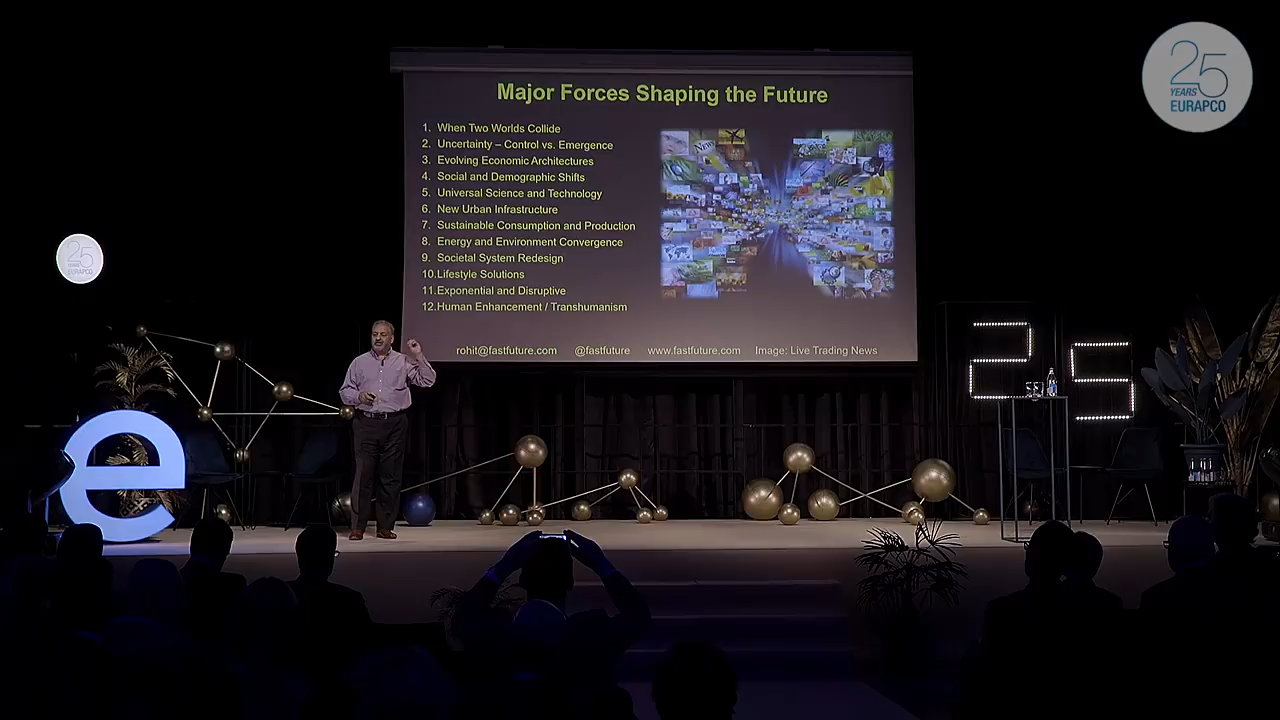 25
YEARS
EURAPCO
Major Forces Shaping the Future
1. When Two Worlds Collide
2. Uncertainty – Control vs. Emergence
3. Evolving Economic Architectures
4. Social and Demographic Shifts
5. Universal Science and Technology
6. New Urban Infrastructure
7. Sustainable Consumption and Production
8. Energy and Environment Convergence
9. Societal System Redesign
10.Lifestyle Solutions
11.Exponential and Disruptive
12.Human Enhancement / Transhumanism
rohit@fastfuture.com @fastfuture www.fastfuture.com Image: Live Trading News
25
YEARS
EURAPCO
25
e